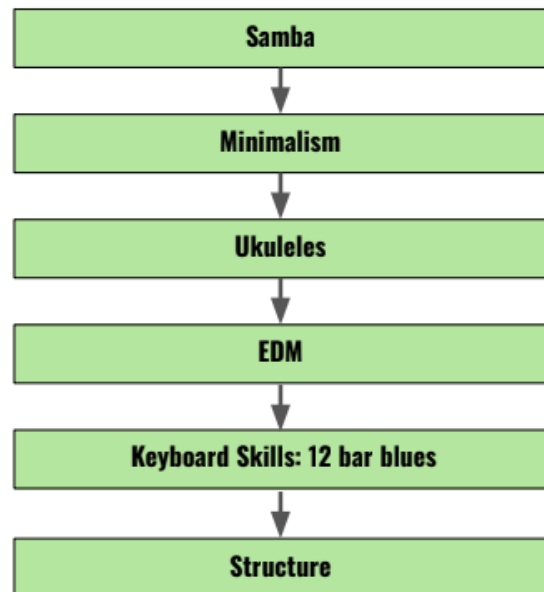 Samba
Minimalism
Ukuleles
EDM
Keyboard Skills: 12 bar blues
Structure